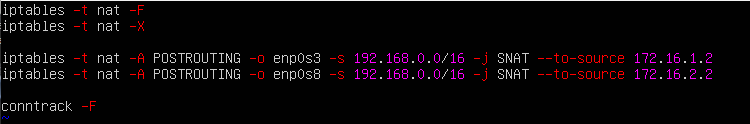 iptables -t nat -F
iptables -t nat -X
iptables -t nat -A POSTROUTING -o enp0s3 -s 192.168.0.0/16 -j SNAT --to-source 172.16.1.2
iptables -t nat -A POSTROUTING -o enp0s8 -s 192.168.0.0/16 -j SNAT --to-source 172.16.2.2
conntrack -F
~